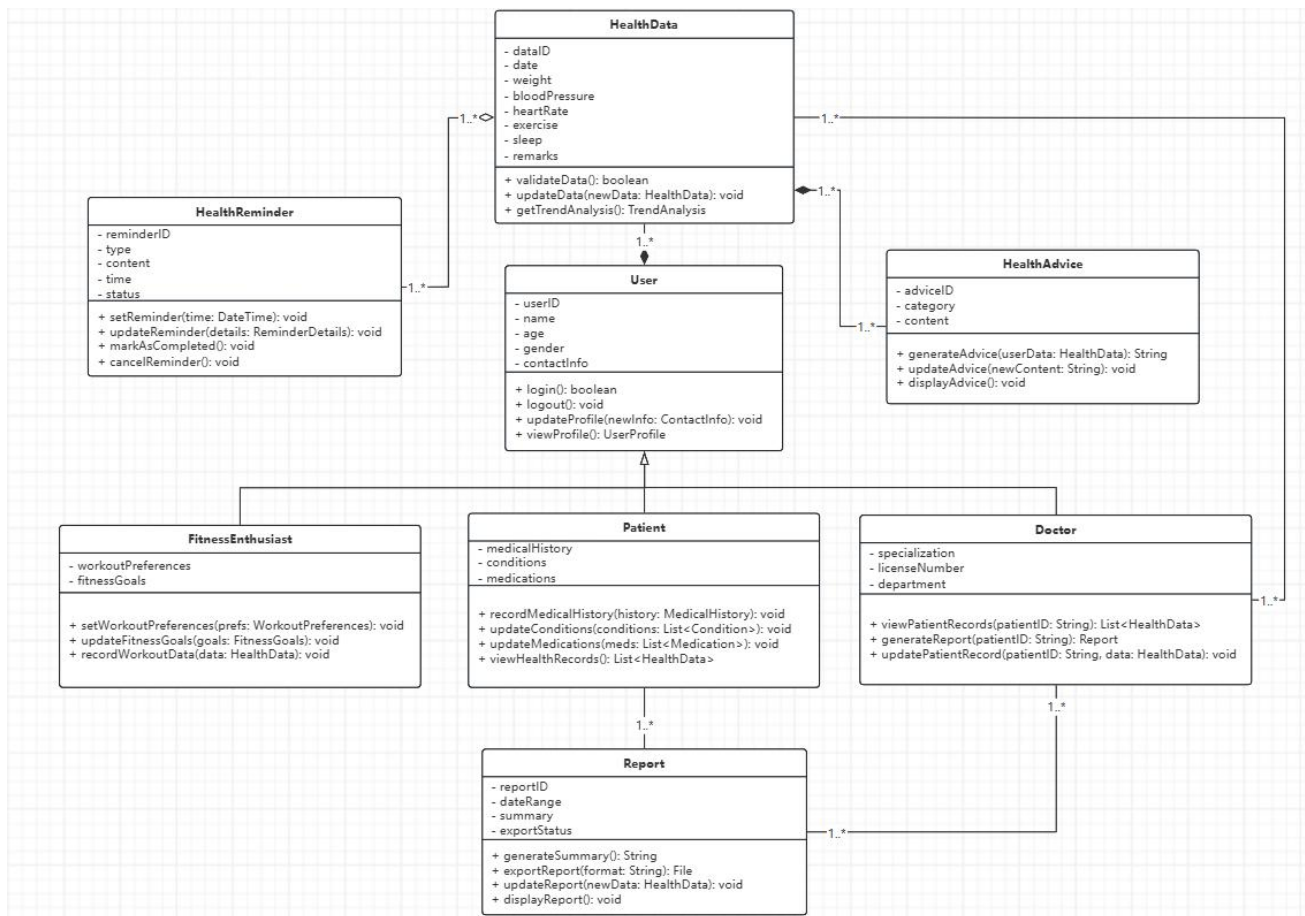 HealthData
- dataID
- date
- weight
- bloodPressure
- heartRate
- exercise
- sleep
- remarks
+ validateData(): boolean
+ updateData(newData: HealthData): void
+ getTrendAnalysis(): TrendAnalysis
1..*
1..*
1..*
1..*
HealthReminder
- reminderID
- type
- content
- time
- status
+ setReminder(time: DateTime): void
+ updateReminder(details: ReminderDetails): void
+ markAsCompleted(): void
+ cancelReminder(): void
1..*
User
- userID
- name
- age
- gender
- contactInfo
+ login(): boolean
+ logout(): void
+ updateProfile(newInfo: ContactInfo): void
+ viewProfile(): UserProfile
HealthAdvice
- adviceID
- category
- content
+ generateAdvice(userData: HealthData): String
+ updateAdvice(newContent: String): void
+ displayAdvice(): void
1..*
FitnessEnthusiast
- workoutPreferences
- fitnessGoals
+ setWorkoutPreferences(prefs: WorkoutPreferences): void
+ updateFitnessGoals(goals: FitnessGoals): void
+ recordWorkoutData(data: HealthData): void
Patient
- medicalHistory
- conditions
- medications
+ recordMedicalHistory(history: MedicalHistory): void
+ updateConditions(conditions: List<Condition>): void
+ updateMedications(meds: List<Medication>): void
+ viewHealthRecords(): List<HealthData>
Doctor
- specialization
- licenseNumber
- department
+ viewPatientRecords(patientID: String): List<HealthData>
+ generateReport(patientID: String): Report
+ updatePatientRecord(patientID: String, data: HealthData): void
1..*
1..*
1..*
Report
- reportID
- dateRange
- summary
- exportStatus
+ generateSummary(): String
+ exportReport(format: String): File
+ updateReport(newData: HealthData): void
+ displayReport(): void
1..*